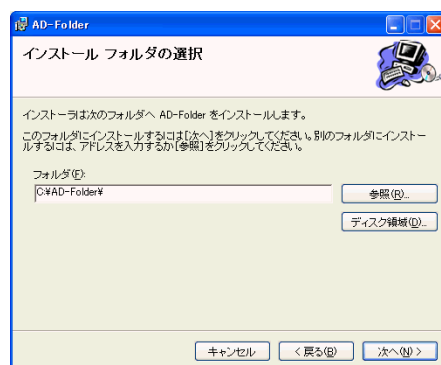 AD-Folder
インストール フォルダの選択
インストーラは次のフォルダへ AD-Folder をインストールします。
このフォルダにインストールするには[次へ]をクリックしてください。別のフォルダにインストー
ルするには、アドレスを入力するか[参照]をクリックしてください。
フォルダ(F):
C:¥AD-Folder¥
参照(R)...
ディスク領域(D)...
キャンセル
< 戻る(B)
次へ(N) >